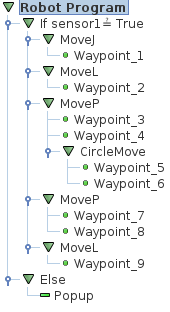 Robot Program
If sensor1≟ True
MoveJ
Waypoint_1
MoveL
Waypoint_2
MoveP
Waypoint_3
Waypoint_4
CircleMove
Waypoint_5
Waypoint_6
MoveP
Waypoint_7
Waypoint_8
MoveL
Waypoint_9
Else
Popup